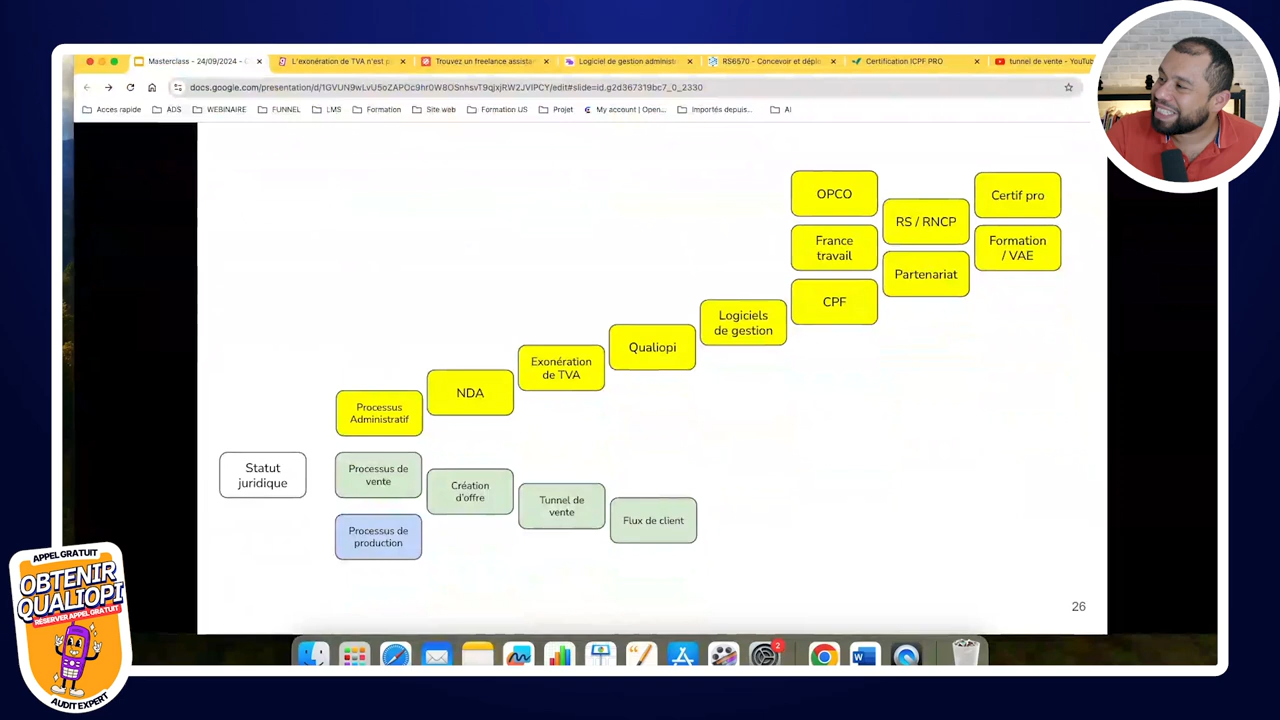 Masterclass - 24/09/2024 -
L'exonération de TVA n'est p
Trouvez un freelance assista
Logiciel de gestion administ
RS6570 - Concevoir et déplo
Certification ICPF PRO
tunnel de vente - YouTu
docs.google.com/presentation/d/1GVUN9wLvU5oZAPOc9hr0W8OSnhsvT9qjxjRW2JVIPCY/edit#slide=id.g2d367319bc7_0_2330
Acces rapide
ADS
WEBINAIRE
FUNNEL
LMS
Formation
Site web
Formation US
Projet
My account | Open...
Importés depuis...
AI
OPCO
RS / RNCP
Certif pro
France
travail
Formation
/ VAE
Partenariat
CPF
Logiciels
de gestion
Qualiopi
Exonération
de TVA
NDA
Processus
Administratif
Statut
juridique
Processus de
vente
Création
d'offre
Tunnel de
vente
Flux de client
Processus de
production
26
2
APPEL GRATUIT
OBTENIR
QUALIOPI
RÉSERVER APPEL GRATUIT
AUDIT EXPERT